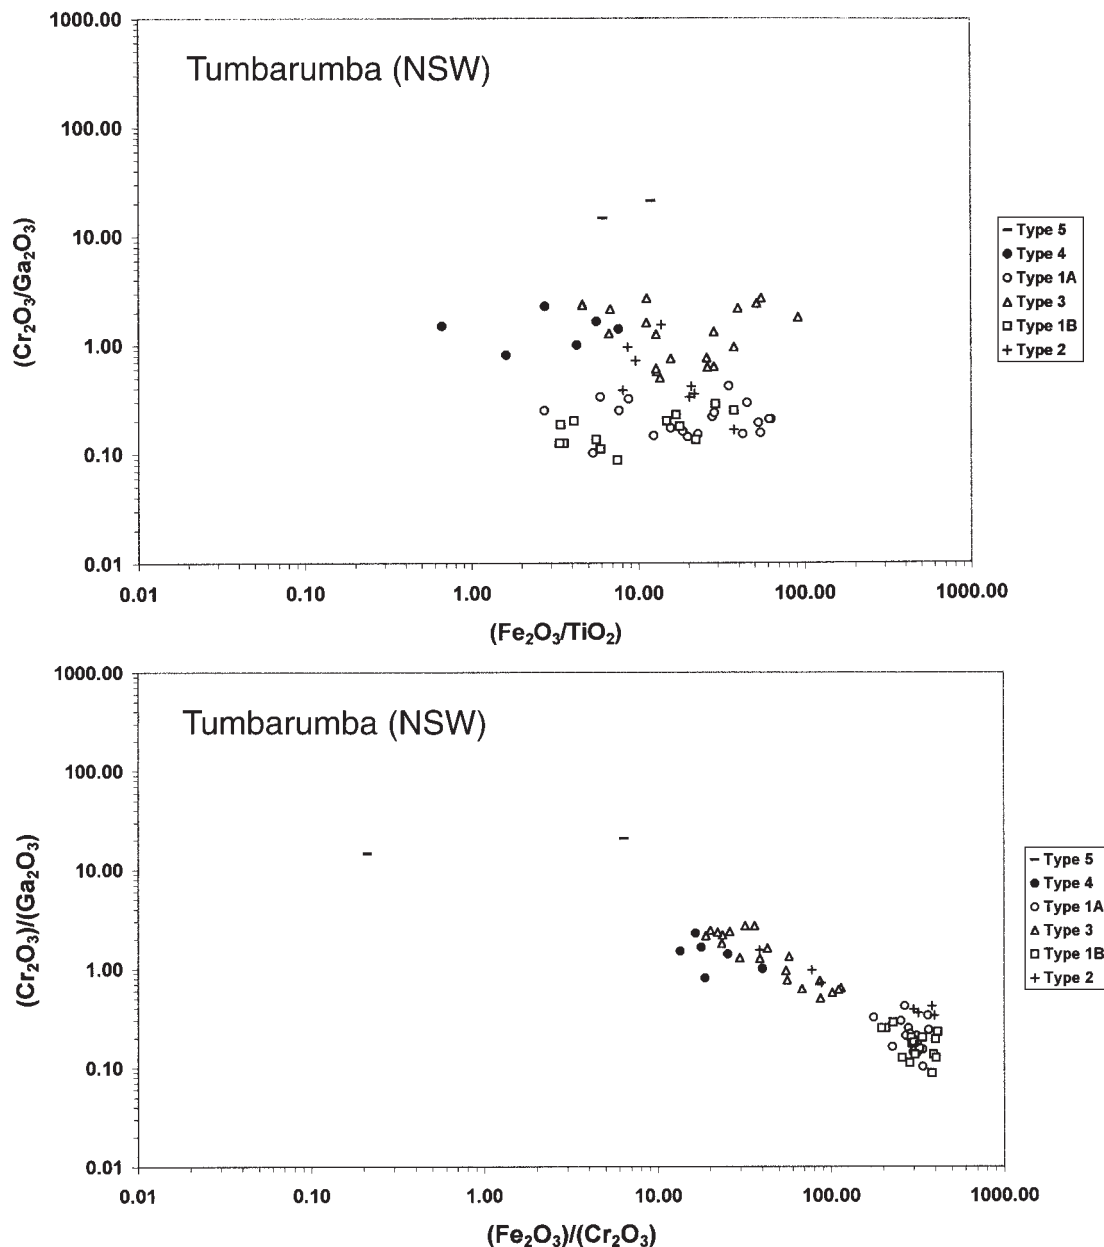 1000.00
Tumbarumba (NSW)
100.00
10.00
1.00
0.10
0.01
(Cr₂O₃/Ga₂O₃)
0.01 0.10 1.00 10.00 100.00 1000.00
(Fe₂O₃/TiO₂)
Type 5
Type 4
Type 1A
Type 3
Type 1B
Type 2
1000.00
Tumbarumba (NSW)
100.00
10.00
1.00
0.10
0.01
(Cr₂O₃)/(Ga₂O₃)
0.01 0.10 1.00 10.00 100.00 1000.00
(Fe₂O₃)/(Cr₂O₃)
Type 5
Type 4
Type 1A
Type 3
Type 1B
Type 2